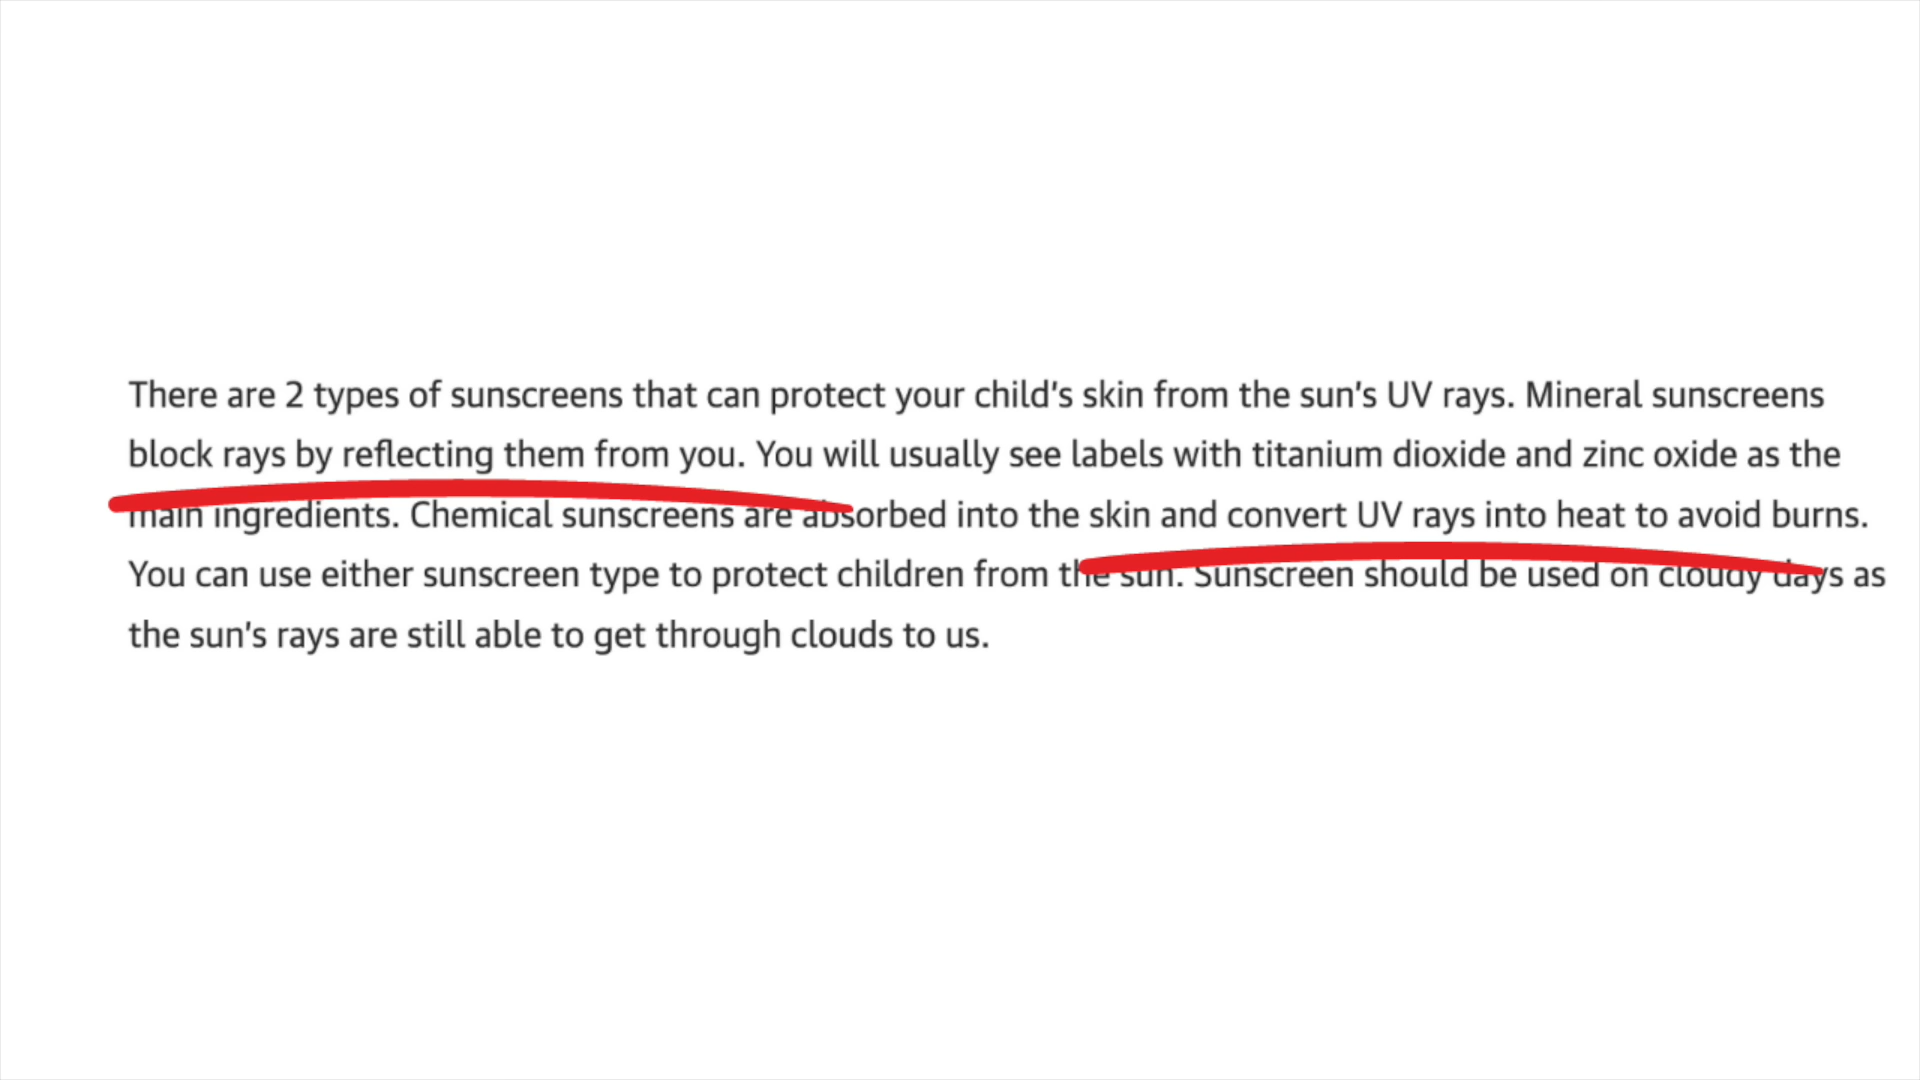 There are 2 types of sunscreens that can protect your child's skin from the sun's UV rays. Mineral sunscreens
block rays by reflecting them from you. You will usually see labels with titanium dioxide and zinc oxide as the
main ingredients. Chemical sunscreens are absorbed into the skin and convert UV rays into heat to avoid burns.
You can use either sunscreen type to protect children from the sun. Sunscreen should be used on cloudy days as
the sun's rays are still able to get through clouds to us.